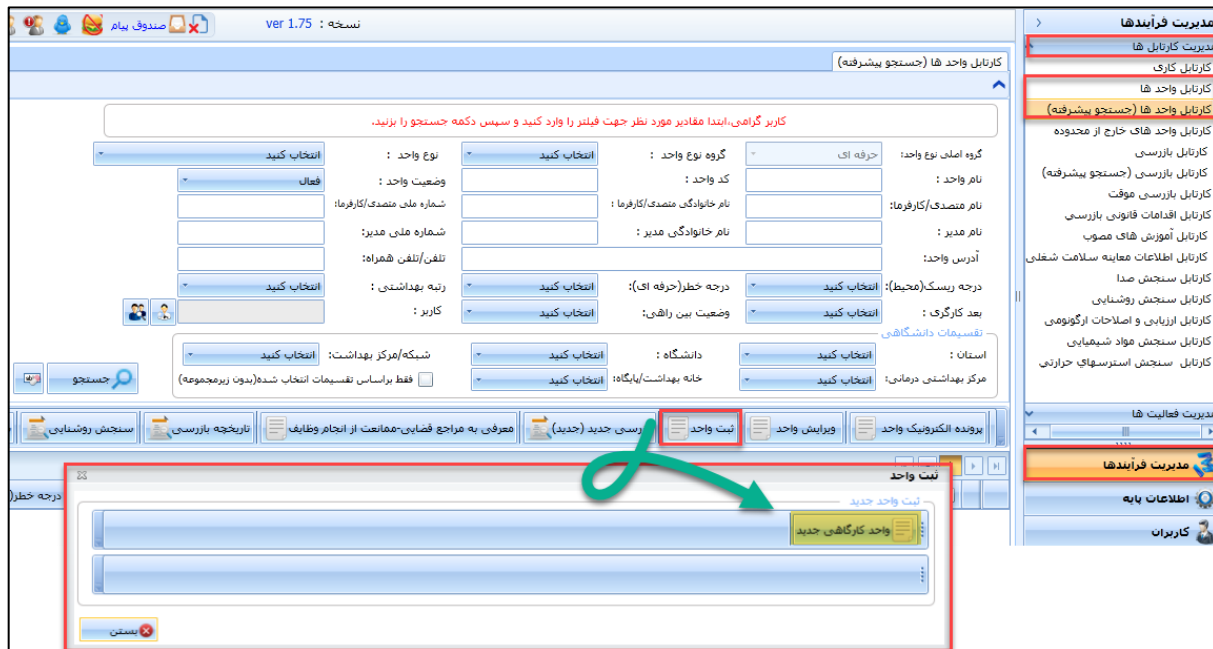 مدیریت فرآیندها
مدیریت کارتابل ها
کارتابل کاری
کارتابل واحد ها
کارتابل واحد ها (جستجو پیشرفته)
کارتابل واحد های خارج از محدوده
کارتابل بازرسی
کارتابل بازرسی (جستجو پیشرفته)
کارتابل بازرسی موقت
کارتابل اقدامات قانونی بازرسی
کارتابل آموزش های مصوب
کارتابل اطلاعات معاینه سلامت شغلی
کارتابل سنجش صدا
کارتابل سنجش روشنایی
کارتابل ارزیابی و اصلاحات ارگونومی
کارتابل سنجش مواد شیمیایی
کارتابل سنجش استرسهای حرارتی
مدیریت فعالیت ها
مدیریت فرآیندها
اطلاعات پایه
کاربران
نسخه : ver 1.75 صندوق پیام
کارتابل واحد ها (جستجو پیشرفته)
کاربر گرامی،ابتدا مقادیر مورد نظر جهت فیلتر را وارد کنید و سپس دکمه جستجو را بزنید.
گروه اصلی نوع واحد: حرفه ای گروه نوع واحد : انتخاب کنید نوع واحد : انتخاب کنید
نام واحد : کد واحد : وضعیت واحد : فعال
نام متصدی/کارفرما: نام خانوادگی متصدی/کارفرما : شماره ملی متصدی/کارفرما:
نام مدیر : نام خانوادگی مدیر : شماره ملی مدیر:
آدرس واحد: تلفن/تلفن همراه:
درجه ریسک(محیط): انتخاب کنید درجه خطر(حرفه ای): انتخاب کنید رتبه بهداشتی : انتخاب کنید
بعد کارگری : انتخاب کنید وضعیت بین راهی: انتخاب کنید کاربر :
تقسیمات دانشگاهی
استان : انتخاب کنید دانشگاه : انتخاب کنید شبکه/مرکز بهداشت: انتخاب کنید
مرکز بهداشتی درمانی: انتخاب کنید خانه بهداشت/پایگاه: انتخاب کنید فقط براساس تقسیمات انتخاب شده(بدون زیرمجموعه) جستجو
پرونده الکترونیک واحد ویرایش واحد ثبت واحد جدید (جدید) معرفی به مراجع قضایی-ممانعت از انجام وظایف تاریخچه بازرسی سنجش روشنایی
درجه خطر(
ثبت واحد
ثبت واحد جدید
واحد کارگاهی جدید
بستن